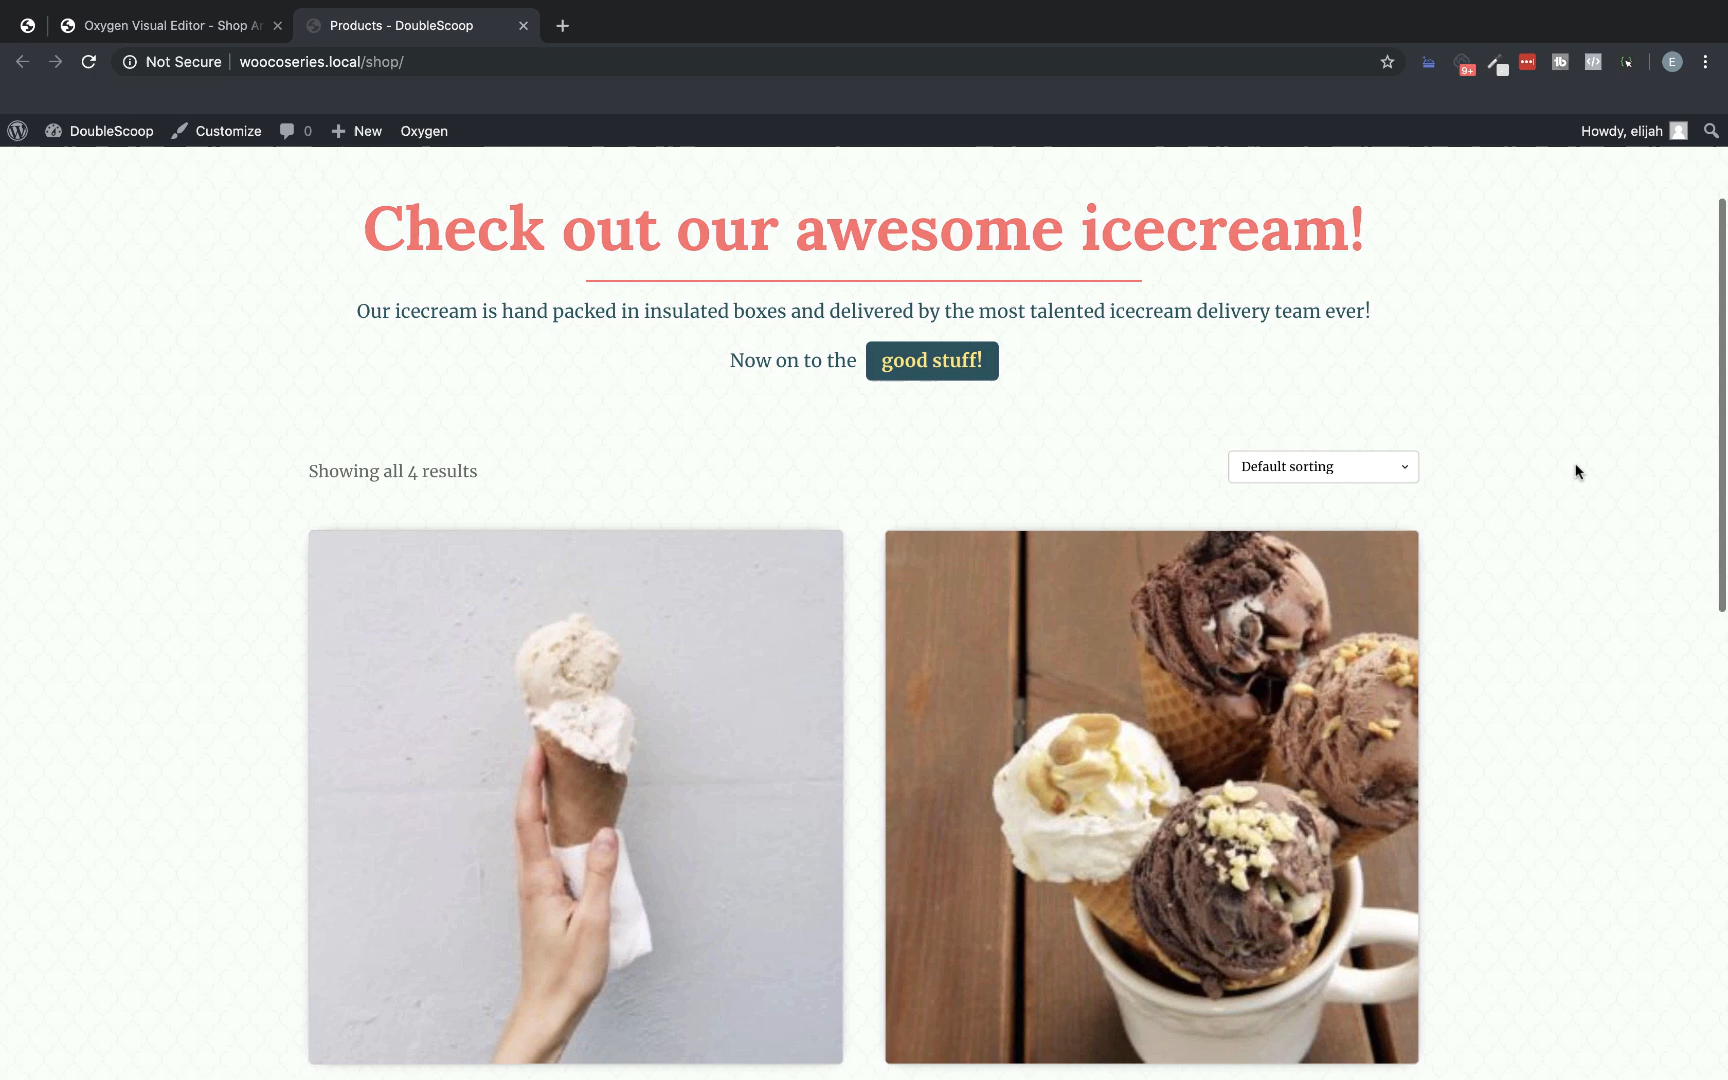 Oxygen Visual Editor - Shop Ar
Products - DoubleScoop
Not Secure
woocoseries.local/shop/
9+
E
DoubleScoop
Customize
0
New
Oxygen
Howdy, elijah
Check out our awesome icecream!
Our icecream is hand packed in insulated boxes and delivered by the most talented icecream delivery team ever!
Now on to the good stuff!
Showing all 4 results
Default sorting